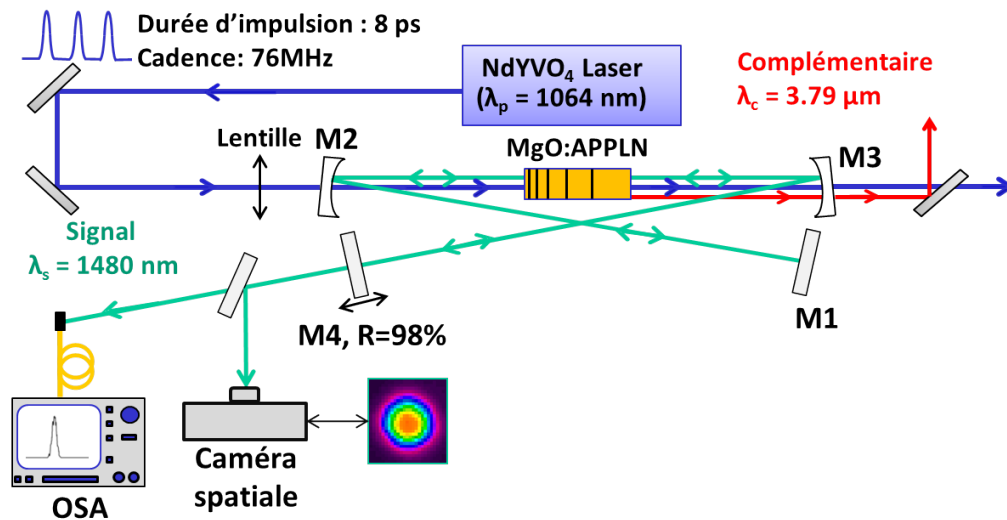 Durée d’impulsion : 8 ps
Cadence: 76MHz
NdYVO₄ Laser
(λₚ = 1064 nm)
Complémentaire
λc = 3.79 µm
Lentille
M2
MgO:APPLN
M3
Signal
λₛ = 1480 nm
M1
M4, R=98%
Caméra
spatiale
OSA